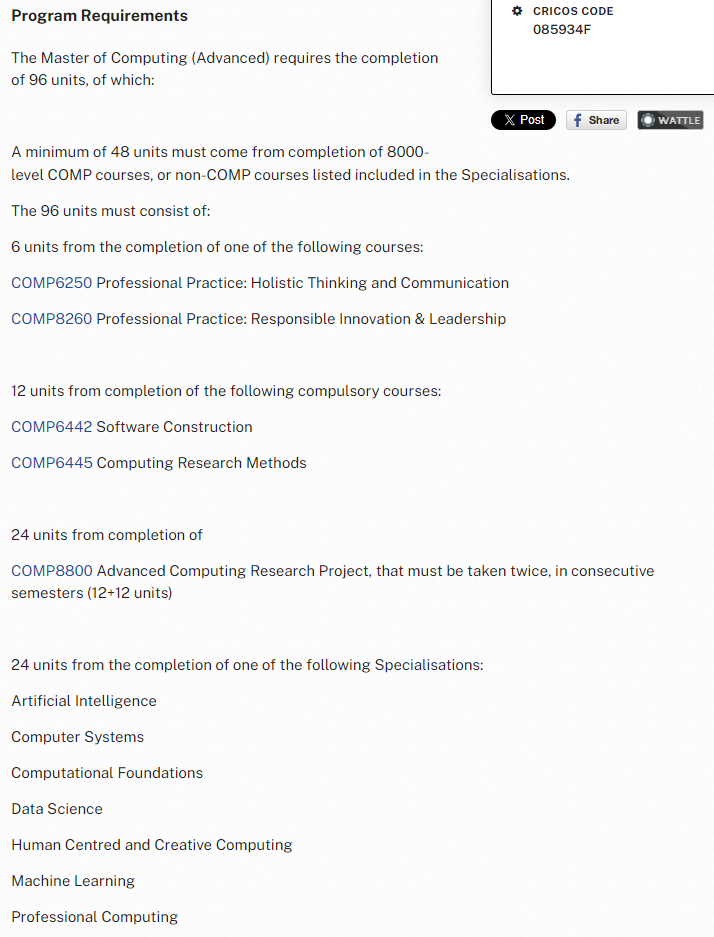 Program Requirements
CRICOS CODE
085934F
The Master of Computing (Advanced) requires the completion
of 96 units, of which:
Post
Share
WATTLE
A minimum of 48 units must come from completion of 8000-
level COMP courses, or non-COMP courses listed included in the Specialisations.
The 96 units must consist of:
6 units from the completion of one of the following courses:
COMP6250 Professional Practice: Holistic Thinking and Communication
COMP8260 Professional Practice: Responsible Innovation & Leadership
12 units from completion of the following compulsory courses:
COMP6442 Software Construction
COMP6445 Computing Research Methods
24 units from completion of
COMP8800 Advanced Computing Research Project, that must be taken twice, in consecutive
semesters (12+12 units)
24 units from the completion of one of the following Specialisations:
Artificial Intelligence
Computer Systems
Computational Foundations
Data Science
Human Centred and Creative Computing
Machine Learning
Professional Computing